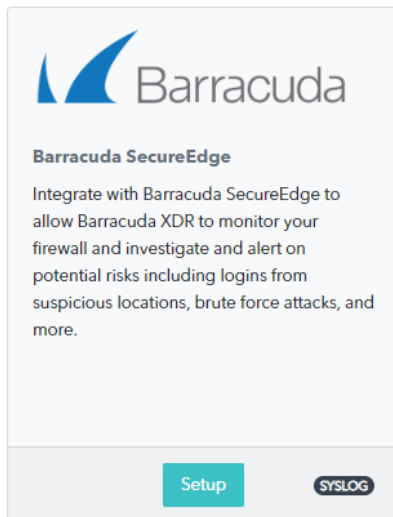 Barracuda
Barracuda SecureEdge
Integrate with Barracuda SecureEdge to
allow Barracuda XDR to monitor your
firewall and investigate and alert on
potential risks including logins from
suspicious locations, brute force attacks, and
more.
Setup
SYSLOG